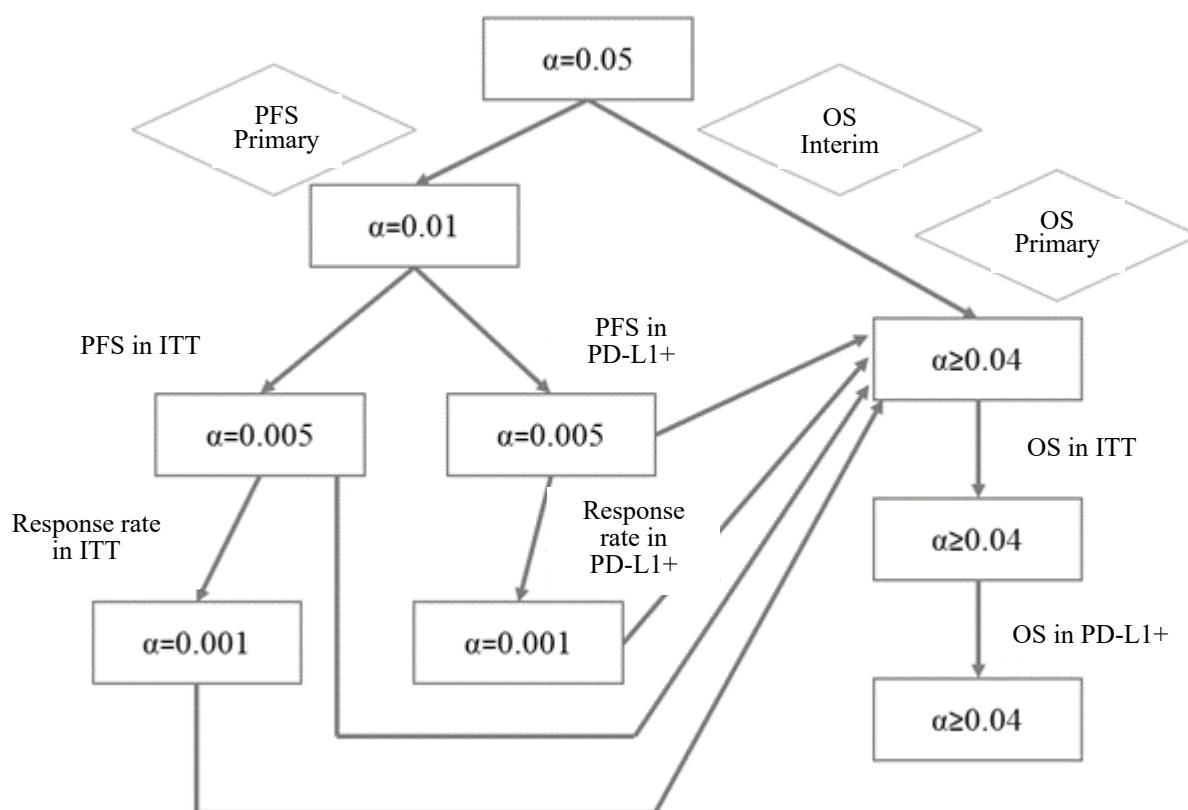 α=0.05
PFS
Primary
OS
Interim
OS
Primary
α=0.01
PFS in ITT
PFS in
PD-L1+
α≥0.04
α=0.005
α=0.005
OS in ITT
Response rate
in ITT
Response
rate in
PD-L1+
α≥0.04
α=0.001
α=0.001
OS in PD-L1+
α≥0.04